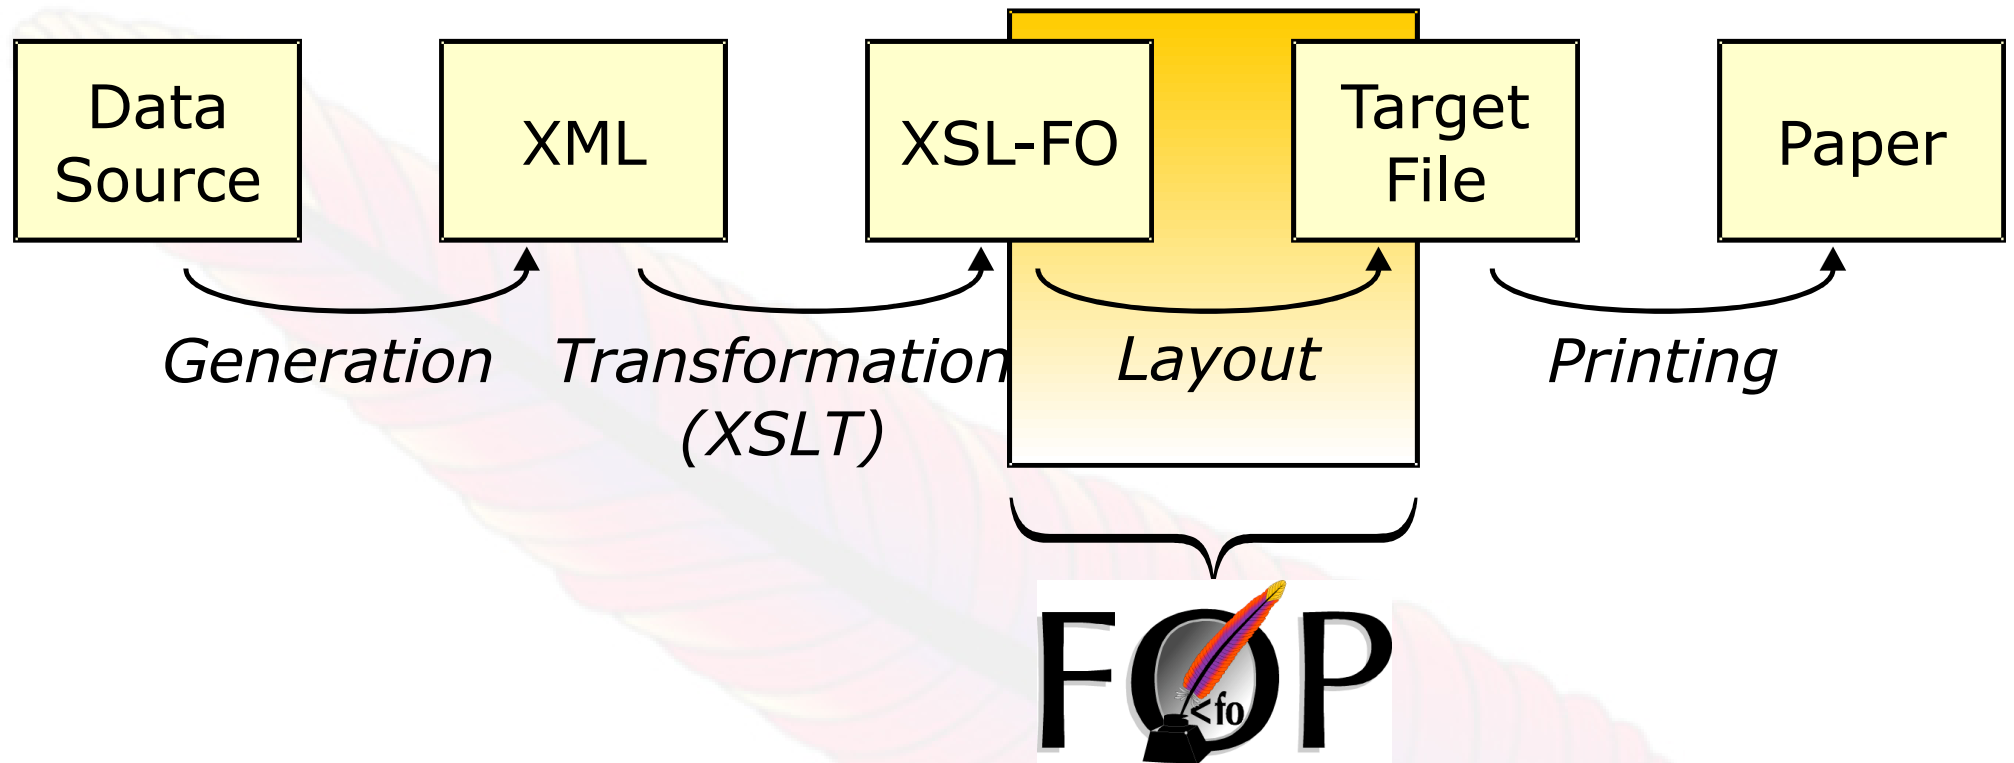 Data
Source
XML
XSL-FO
Target
File
Paper
Generation
Transformation
(XSLT)
Layout
Printing
FOP
<fo